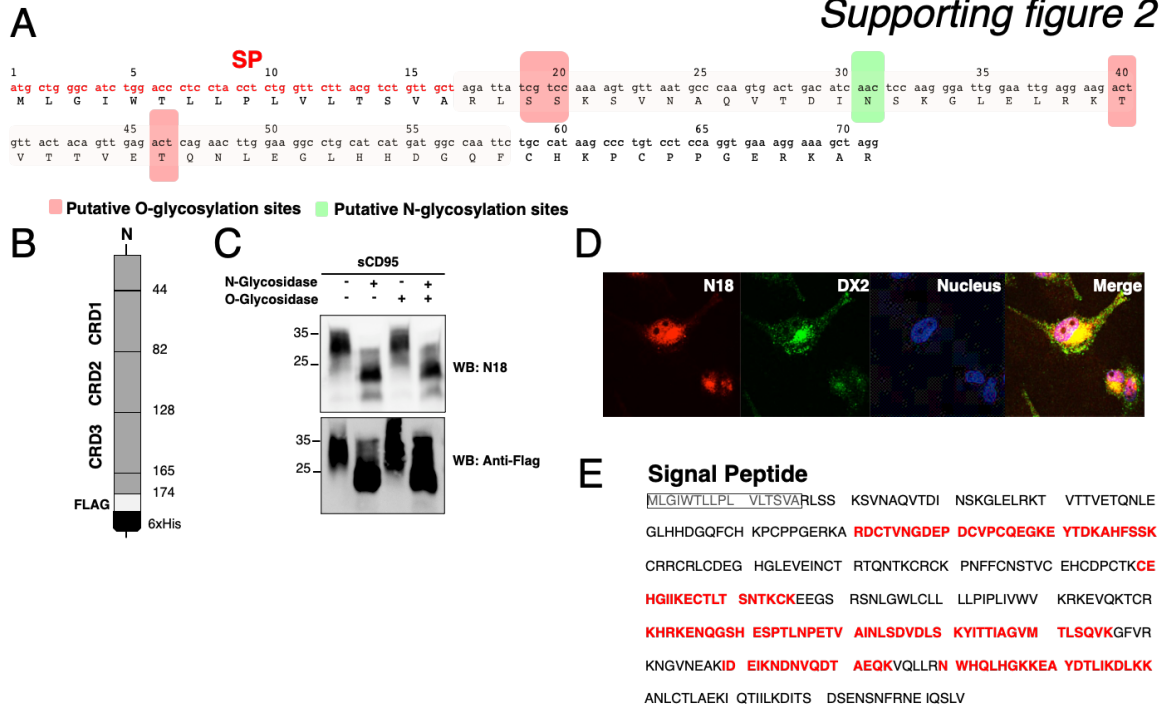 Supporting figure 2
A
SP
1 5 10 15 20 25 30 35 40
atg ctg ggc atc tgg acc ctc cta cct ctg gtt ctt acg tct gtt gct aga tta tcg tcc aaa agt gtt aat gcc caa gtg act gac atc aac tcc aag gga ttg gaa ttg agg aag act
M L G I W T L L P L V L T S V A R L S S K S V N A Q V T D I N S K G L E L R K T
45 50 55 60 65 70
gtt act aca gtt gag act cag aac ttg gaa ggc ctg cat cat gat ggc caa ttc tgc cat aag ccc tgt cct cca ggt gaa agg aaa gct agg
V T T V E T Q N L E G L H H D G Q F C H K P C P P G E R K A R
Putative O-glycosylation sites Putative N-glycosylation sites
B
N
44
CRD1
82
CRD2
128
CRD3
165
174
FLAG
6xHis
C
sCD95
N-Glycosidase - + - +
O-Glycosidase - - + +
35
25
WB: N18
35
25
WB: Anti-Flag
D
N18 DX2 Nucleus Merge
E
Signal Peptide
MLGIWTLLPL VLTSVARLSS KSVNAQVTDI NSKGLELRKT VTTVETQNLE
GLHHDGQFCH KPCPPGERKA RDCTVNGDEP DCVPCQEGKE YTDKAHFSSK
CRRCRLCDEG HGLEVEINCT RTQNTKCRCK PNFFCNSTVC EHCDPCTKCE
HGIIKECTLT SNTKCKEEGS RSNLGWLCLL LLPIPLIVWV KRKEVQKTCR
KHRKENQGSH ESPTLNPETV AINLSDVDLS KYITTIAGVM TLSQVKGFVR
KNGVNEAKID EIKNDNVQDT AEQKVQLLRN WHQLHGKKEA YDTLIKDLKK
ANLCTLAEKI QTIILKDITS DSENSNFRNE IQSLV